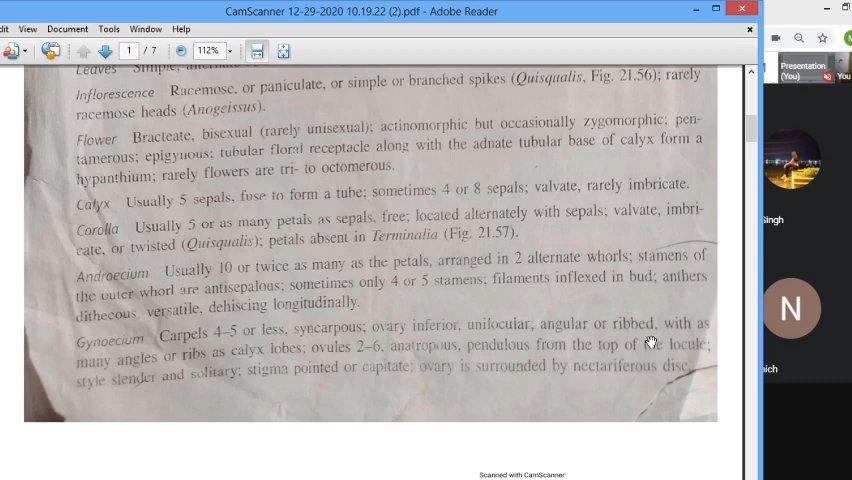 CamScanner 12-29-2020 10.19.22 (2).pdf - Adobe Reader
dit View Document Tools Window Help
1 / 7 112%
Leaves Simple,
Inflorescence Racemose, or paniculate, or simple or branched spikes (Quisqualis, Fig. 21.56); rarely
racemose heads (Anogeissus).
Flower Bracteate, bisexual (rarely unisexual); actinomorphic but occasionally zygomorphic; pen-
tamerous; epigynous; tubular floral receptacle along with the adnate tubular base of calyx form a
hypanthium; rarely flowers are tri- to octomerous.
Calyx Usually 5 sepals, fuse to form a tube; sometimes 4 or 8 sepals; valvate, rarely imbricate.
Corolla Usually 5 or as many petals as sepals, free; located alternately with sepals; valvate, imbri-
cate, or twisted (Quisqualis); petals absent in Terminalia (Fig. 21.57).
Androecium Usually 10 or twice as many as the petals, arranged in 2 alternate whorls; stamens of
the outer whorl are antisepalous; sometimes only 4 or 5 stamens; filaments inflexed in bud; anthers
dithecous, versatile, dehiscing longitudinally.
Gynoecium Carpels 4–5 or less, syncarpous; ovary inferior, unilocular, angular or ribbed, with as
many angles or ribs as calyx lobes; ovules 2–6, anatropous, pendulous from the top of the locule;
style slender and solitary; stigma pointed or capitate; ovary is surrounded by nectariferous disc.
Scanned with CamScanner
Presentation
(You)
You
Singh
N
nich